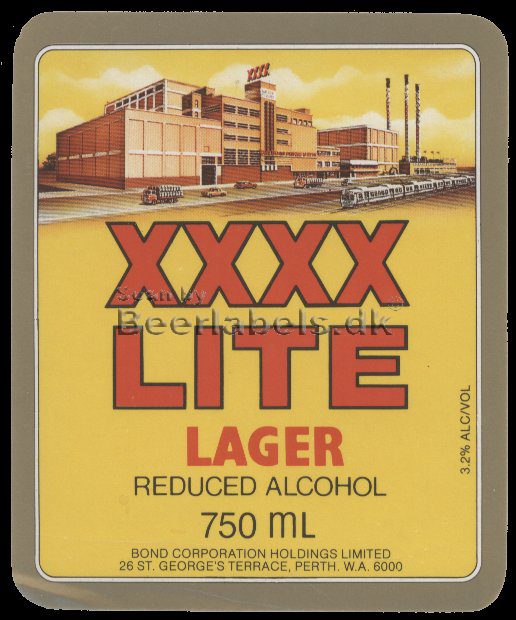 XXXX
XXXX
Scan by
Beerlabels.dk
LITE
LAGER
REDUCED ALCOHOL
750 mL
3.2% ALC/VOL
BOND CORPORATION HOLDINGS LIMITED
26 ST. GEORGE'S TERRACE, PERTH. W.A. 6000